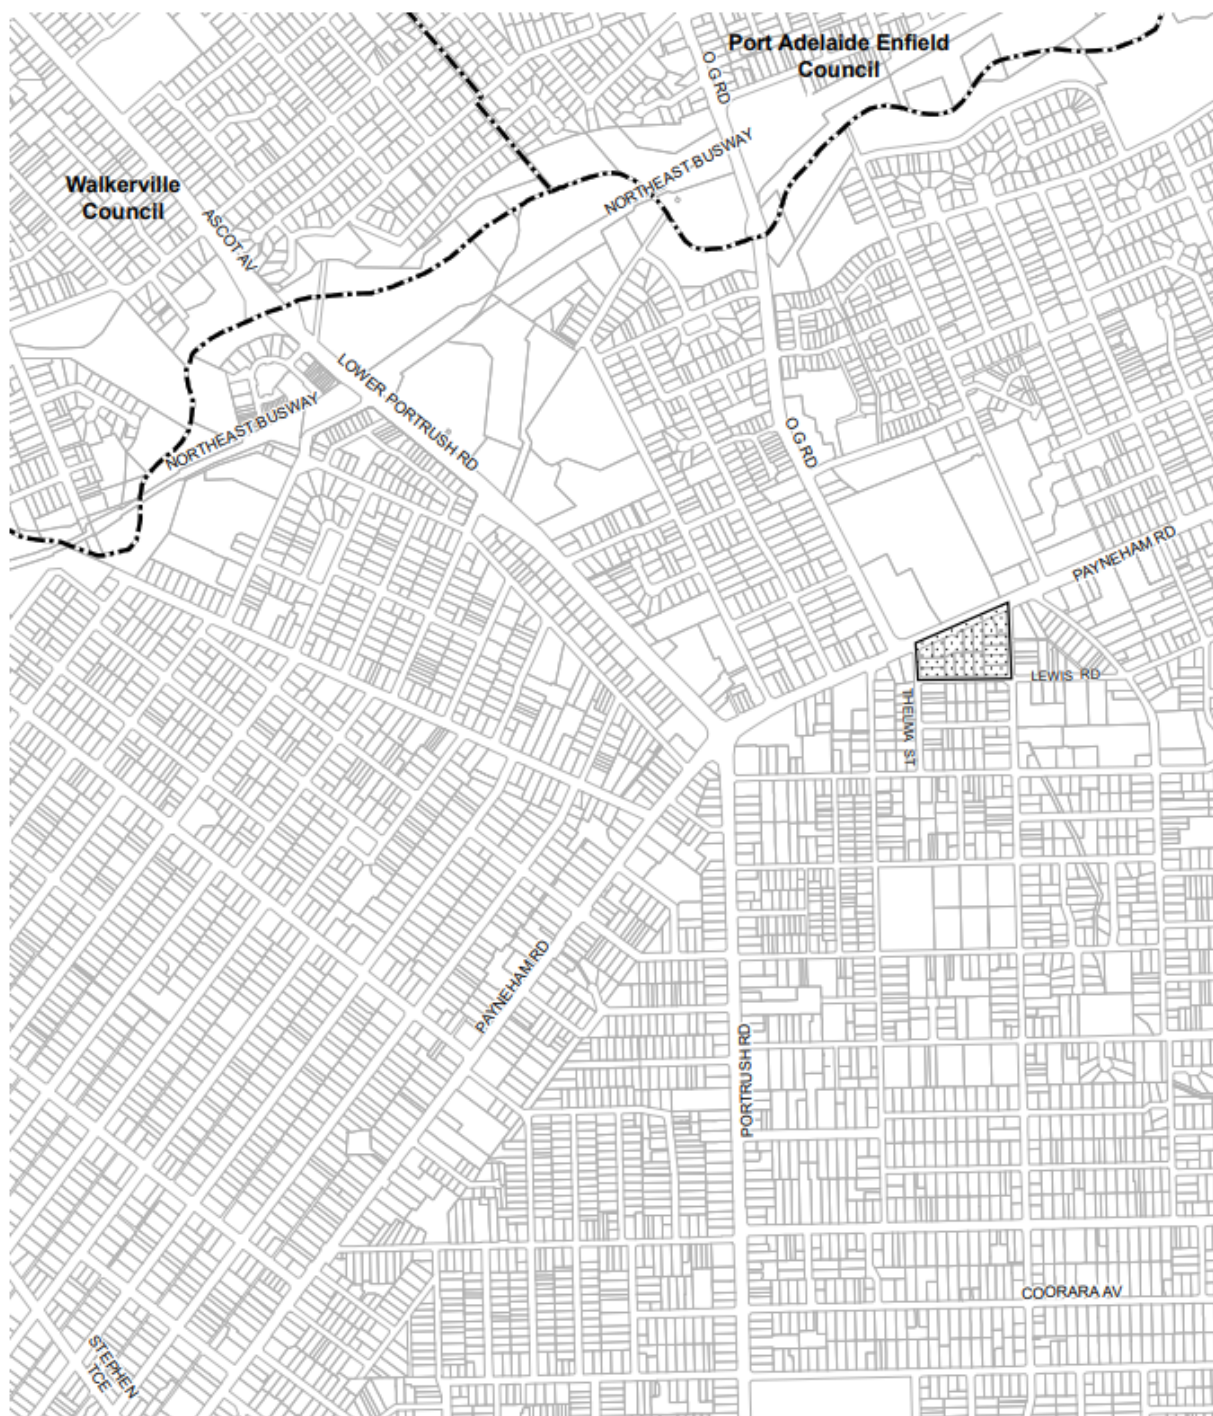 Port Adelaide Enfield
Council
O G RD
NORTHEAST BUSWAY
Walkerville
Council
ASCOT AV
LOWER PORTRUSH RD
NORTHEAST BUSWAY
O G RD
PAYNEHAM RD
LEWIS RD
THELMA ST
PAYNEHAM RD
PORTRUSH RD
COORARA AV
STEPHEN
TCE